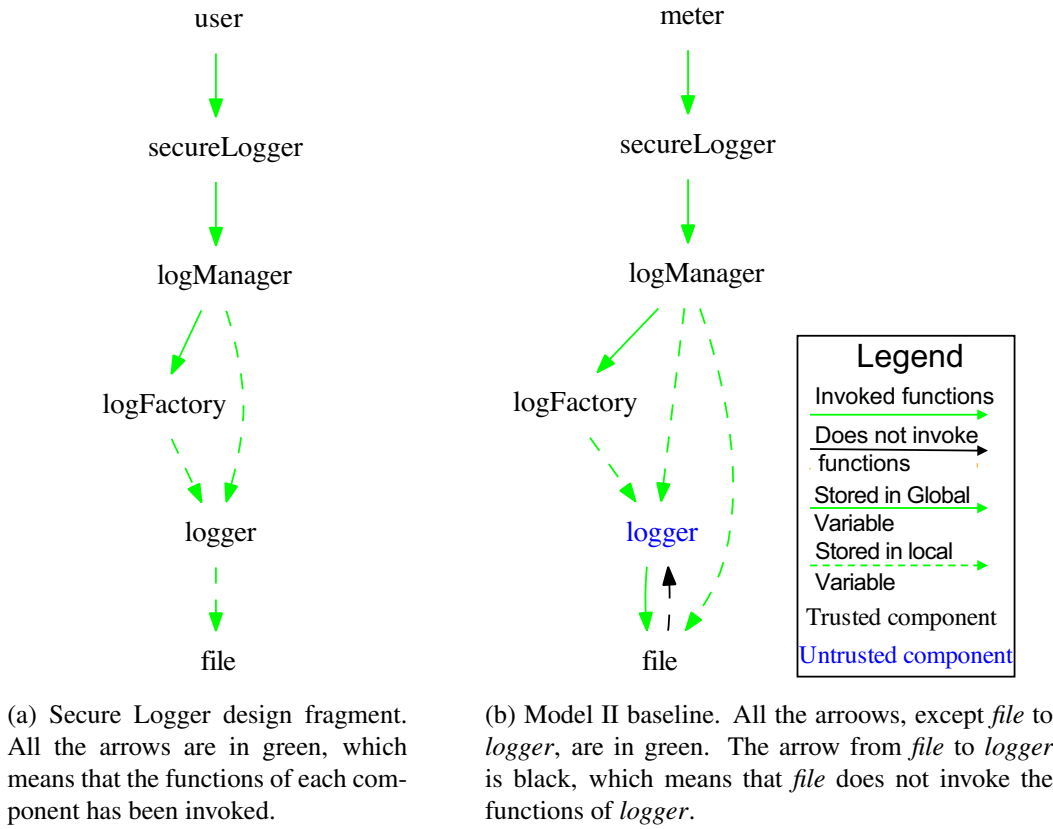 user
secureLogger
logManager
logFactory
logger
file
meter
secureLogger
logManager
logFactory
logger
file
Legend
Invoked functions
Does not invoke
functions
Stored in Global
Variable
Stored in local
Variable
Trusted component
Untrusted component
(a) Secure Logger design fragment.
All the arrows are in green, which
means that the functions of each com-
ponent has been invoked.
(b) Model II baseline. All the arroows, except file to
logger, are in green. The arrow from file to logger
is black, which means that file does not invoke the
functions of logger.